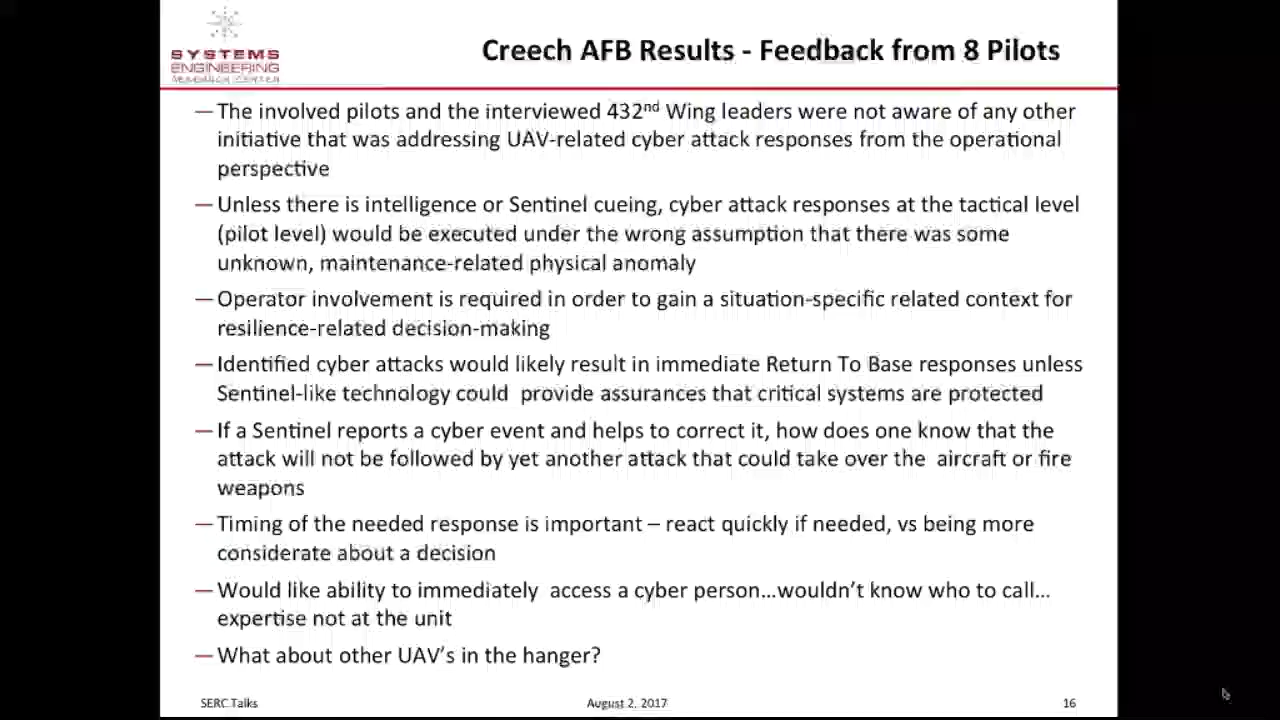 SYSTEMS
ENGINEERING
RESEARCH CENTER
Creech AFB Results - Feedback from 8 Pilots
— The involved pilots and the interviewed 432nd Wing leaders were not aware of any other
initiative that was addressing UAV-related cyber attack responses from the operational
perspective
— Unless there is intelligence or Sentinel cueing, cyber attack responses at the tactical level
(pilot level) would be executed under the wrong assumption that there was some
unknown, maintenance-related physical anomaly
— Operator involvement is required in order to gain a situation-specific related context for
resilience-related decision-making
— Identified cyber attacks would likely result in immediate Return To Base responses unless
Sentinel-like technology could provide assurances that critical systems are protected
— If a Sentinel reports a cyber event and helps to correct it, how does one know that the
attack will not be followed by yet another attack that could take over the aircraft or fire
weapons
— Timing of the needed response is important – react quickly if needed, vs being more
considerate about a decision
— Would like ability to immediately access a cyber person...wouldn't know who to call...
expertise not at the unit
— What about other UAV's in the hanger?
SERC Talks August 2, 2017 16